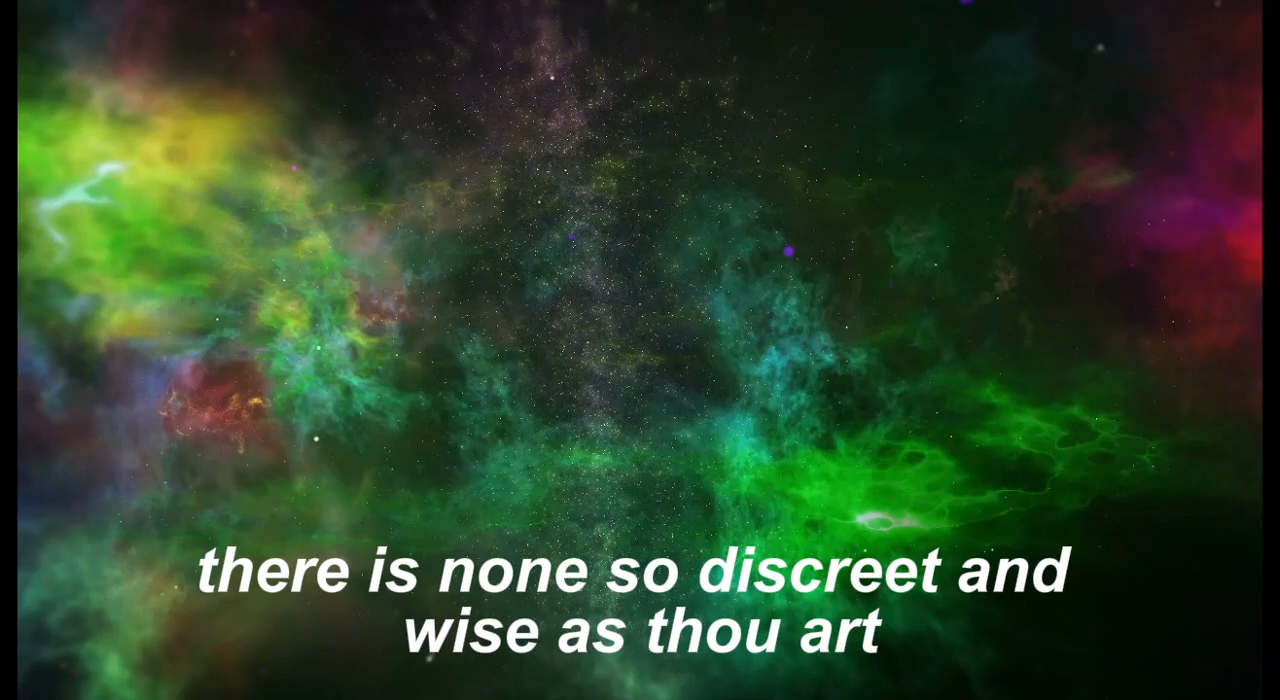 there is none so discreet and
wise as thou art